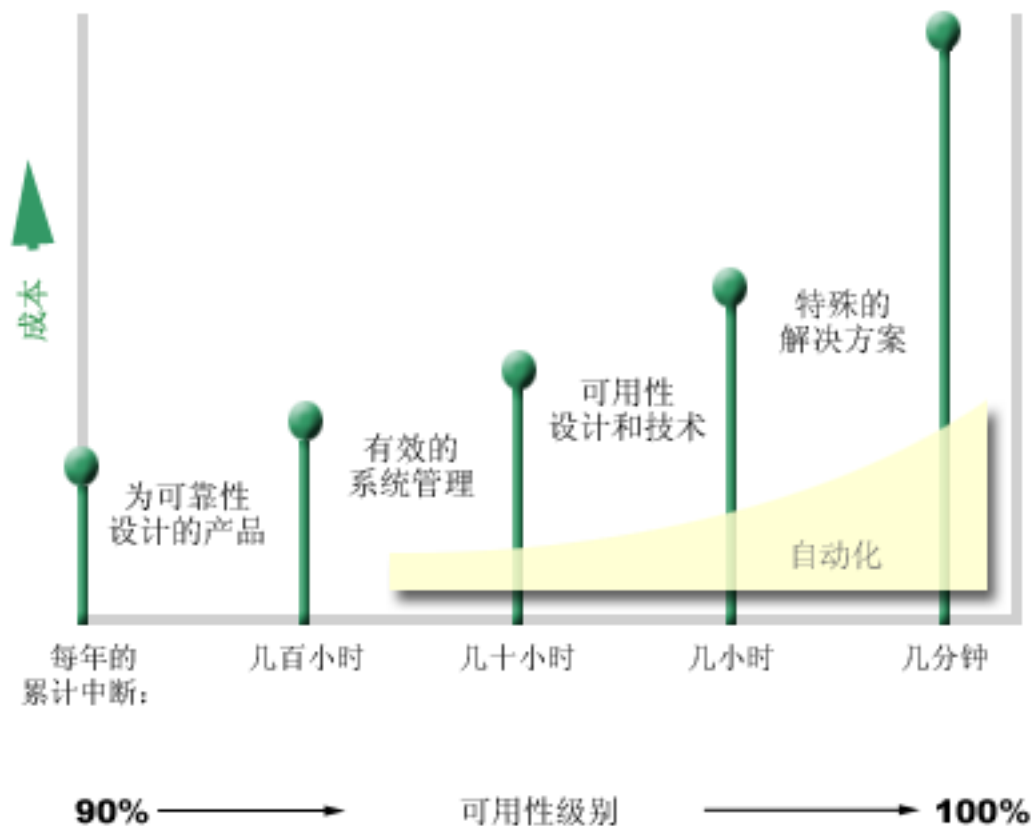 成本
特殊的
解决方案
可用性
设计和技术
有效的
系统管理
为可靠性
设计的产品
自动化
每年的
累计中断：
几百小时
几十小时
几小时
几分钟
90%
可用性级别
100%